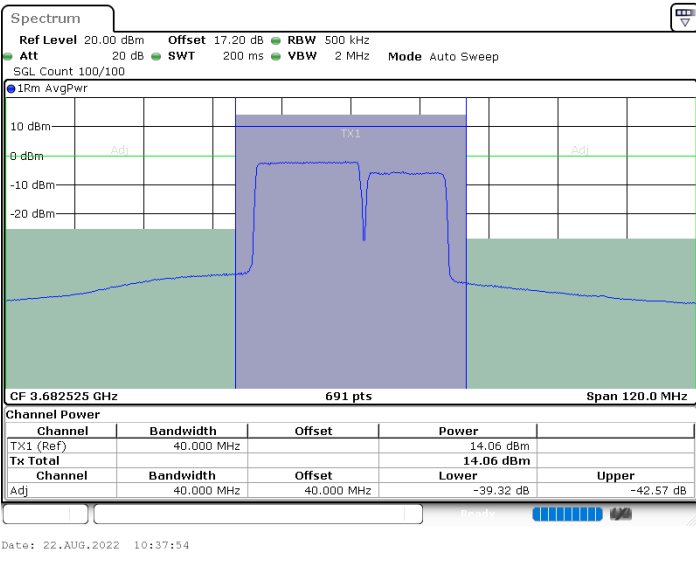 Spectrum
Ref Level 20.00 dBm Offset 17.20 dB RBW 500 kHz
Att 20 dB SWT 200 ms VBW 2 MHz Mode Auto Sweep
SGL Count 100/100
1Rm AvgPwr
10 dBm
TX1
0 dBm
Adj
Adj
-10 dBm
-20 dBm
CF 3.682525 GHz 691 pts Span 120.0 MHz
Channel Power
Channel Bandwidth Offset Power
TX1 (Ref) 40.000 MHz 14.06 dBm
Tx Total 14.06 dBm
Channel Bandwidth Offset Lower Upper
Adj 40.000 MHz 40.000 MHz -39.32 dB -42.57 dB
Ready
Date: 22.AUG.2022 10:37:54